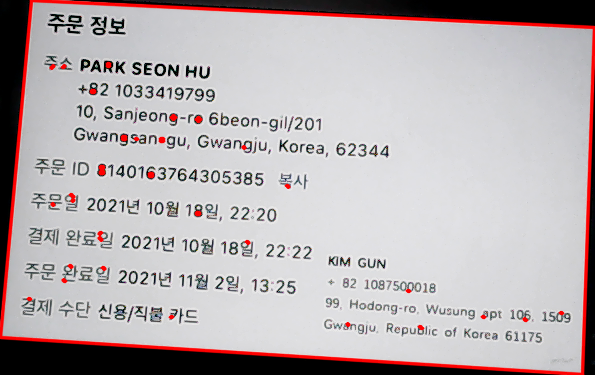 주문 정보
주소 PARK SEON HU
+82 1033419799
10, Sanjeong-ro 6beon-gil/201
Gwangsan-gu, Gwangju, Korea, 62344
주문 ID 8140163764305385 복사
주문일 2021년 10월 18일, 22:20
결제 완료일 2021년 10월 18일, 22:22
주문 완료일 2021년 11월 2일, 13:25
결제 수단 신용/직불 카드
KIM GUN
+ 82 1087500018
99, Hodong-ro, Wusung apt 106, 1509
Gwangju, Republic of Korea 61175